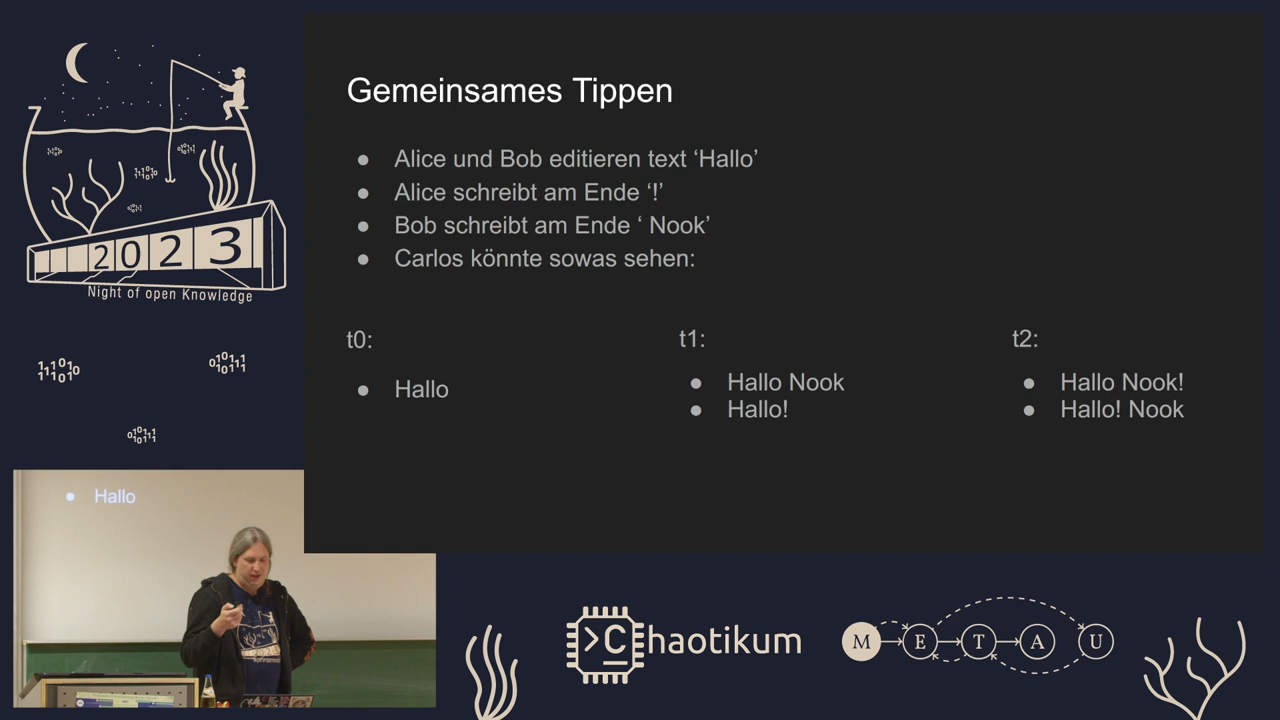 Gemeinsames Tippen
● Alice und Bob editieren text ‘Hallo’
● Alice schreibt am Ende ‘!’
● Bob schreibt am Ende ‘ Nook’
● Carlos könnte sowas sehen:
t0:
● Hallo
t1:
● Hallo Nook
● Hallo!
t2:
● Hallo Nook!
● Hallo! Nook
2023
Night of open Knowledge
● Hallo
>Chaotikum
M E T A U